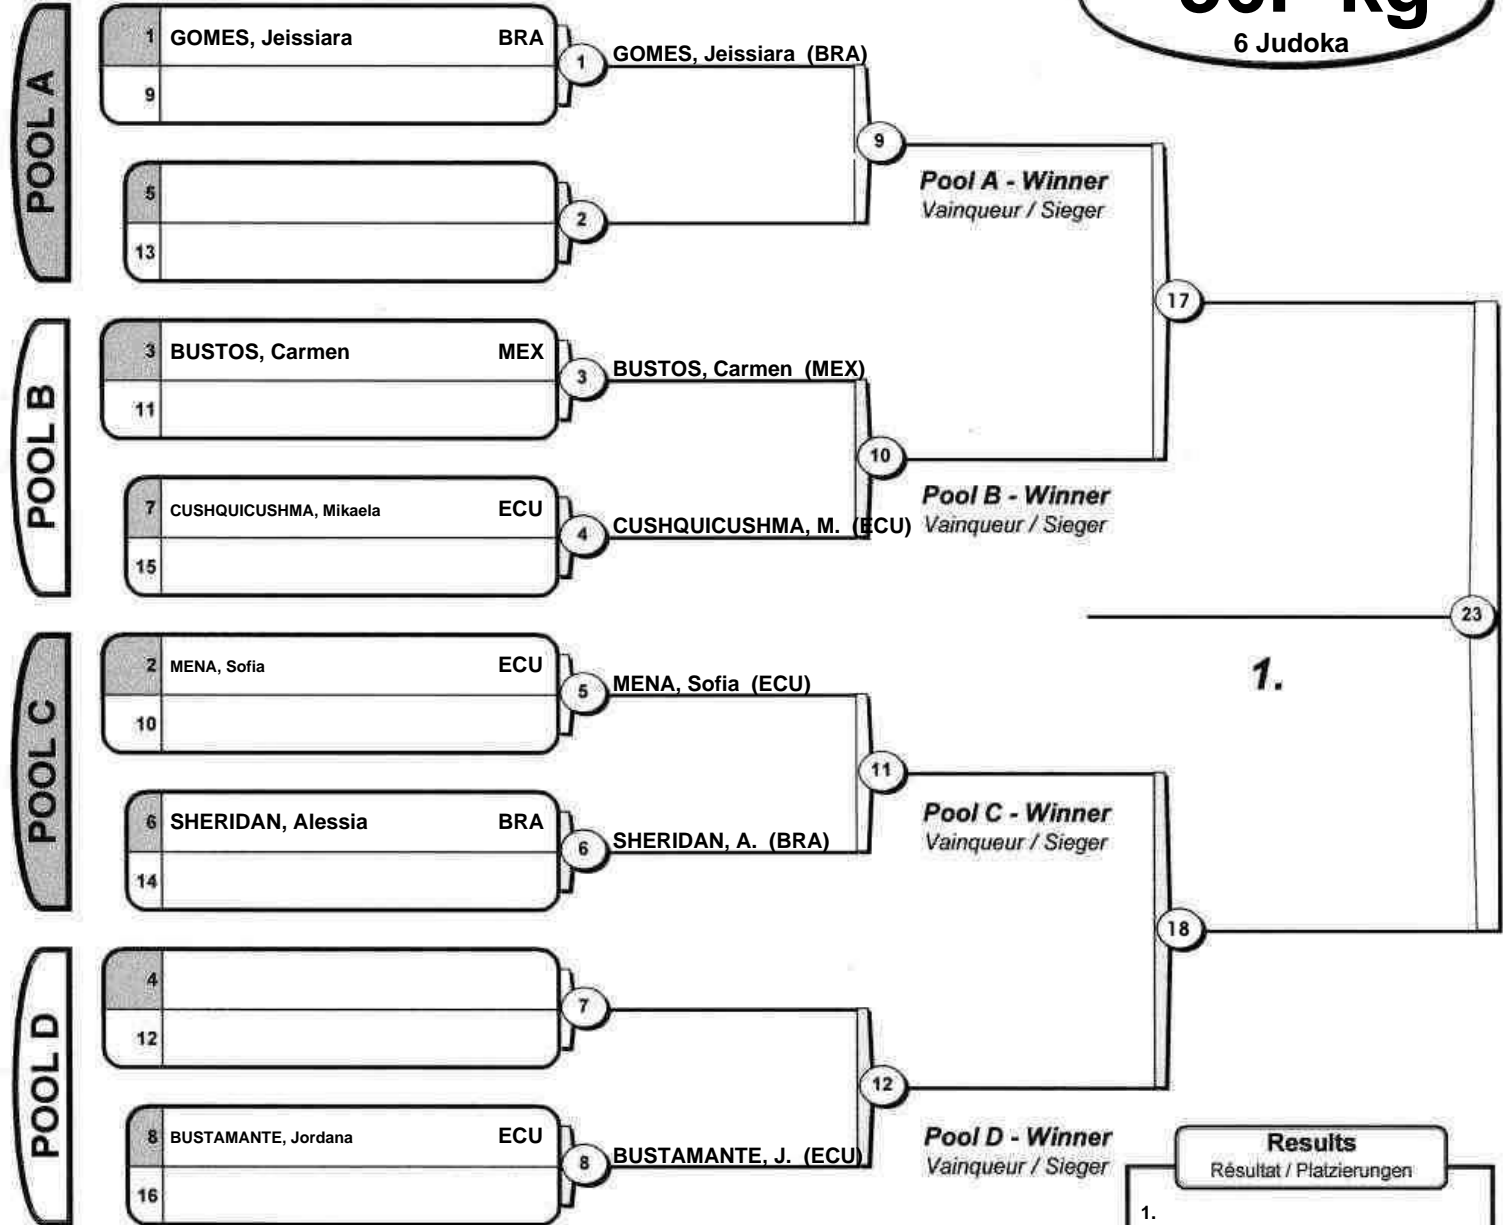 6 Judoka
POOL A
1 GOMES, Jeissiara BRA
9
1
GOMES, Jeissiara (BRA)
5
13
2
9
Pool A - Winner
Vainqueur / Sieger
POOL B
3 BUSTOS, Carmen MEX
11
3
BUSTOS, Carmen (MEX)
7 CUSHQUICUSHMA, Mikaela ECU
15
4
CUSHQUICUSHMA, M. (ECU)
10
Pool B - Winner
Vainqueur / Sieger
17
POOL C
2 MENA, Sofia ECU
10
5
MENA, Sofia (ECU)
6 SHERIDAN, Alessia BRA
14
6
SHERIDAN, A. (BRA)
11
Pool C - Winner
Vainqueur / Sieger
23
1.
POOL D
4
12
7
8 BUSTAMANTE, Jordana ECU
16
8
BUSTAMANTE, J. (ECU)
12
Pool D - Winner
Vainqueur / Sieger
18
Results
Résultat / Platzierungen
1.